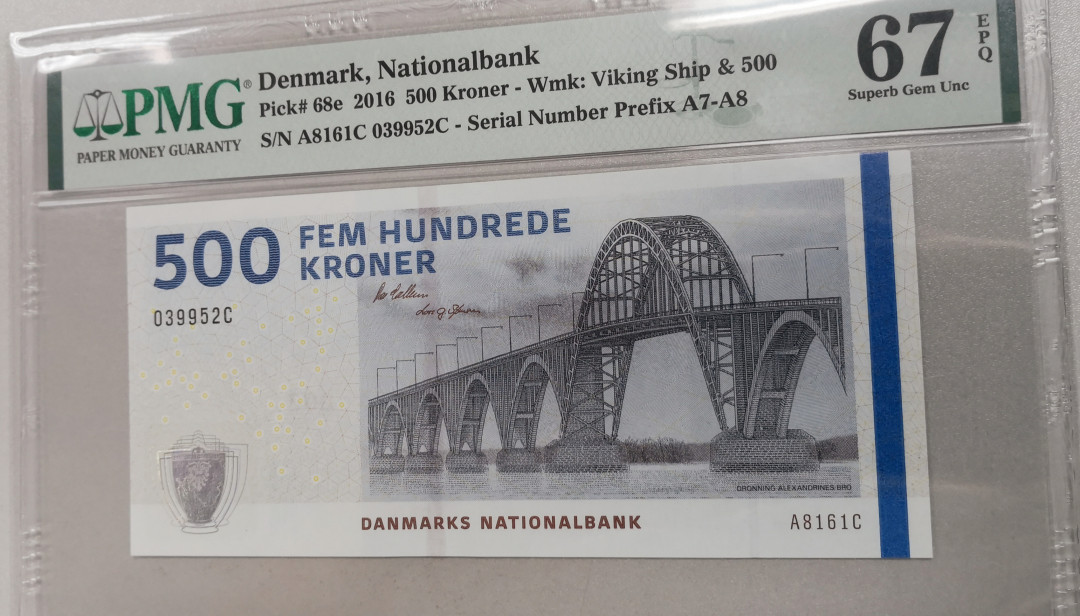 PMG®
PAPER MONEY GUARANTY
Denmark, Nationalbank
Pick# 68e 2016 500 Kroner - Wmk: Viking Ship & 500
S/N A8161C 039952C - Serial Number Prefix A7-A8
67
EPQ
Superb Gem Unc
500
FEM HUNDREDE
KRONER
039952C
DRONNING ALEXANDRINES BRO
DANMARKS NATIONALBANK
A8161C